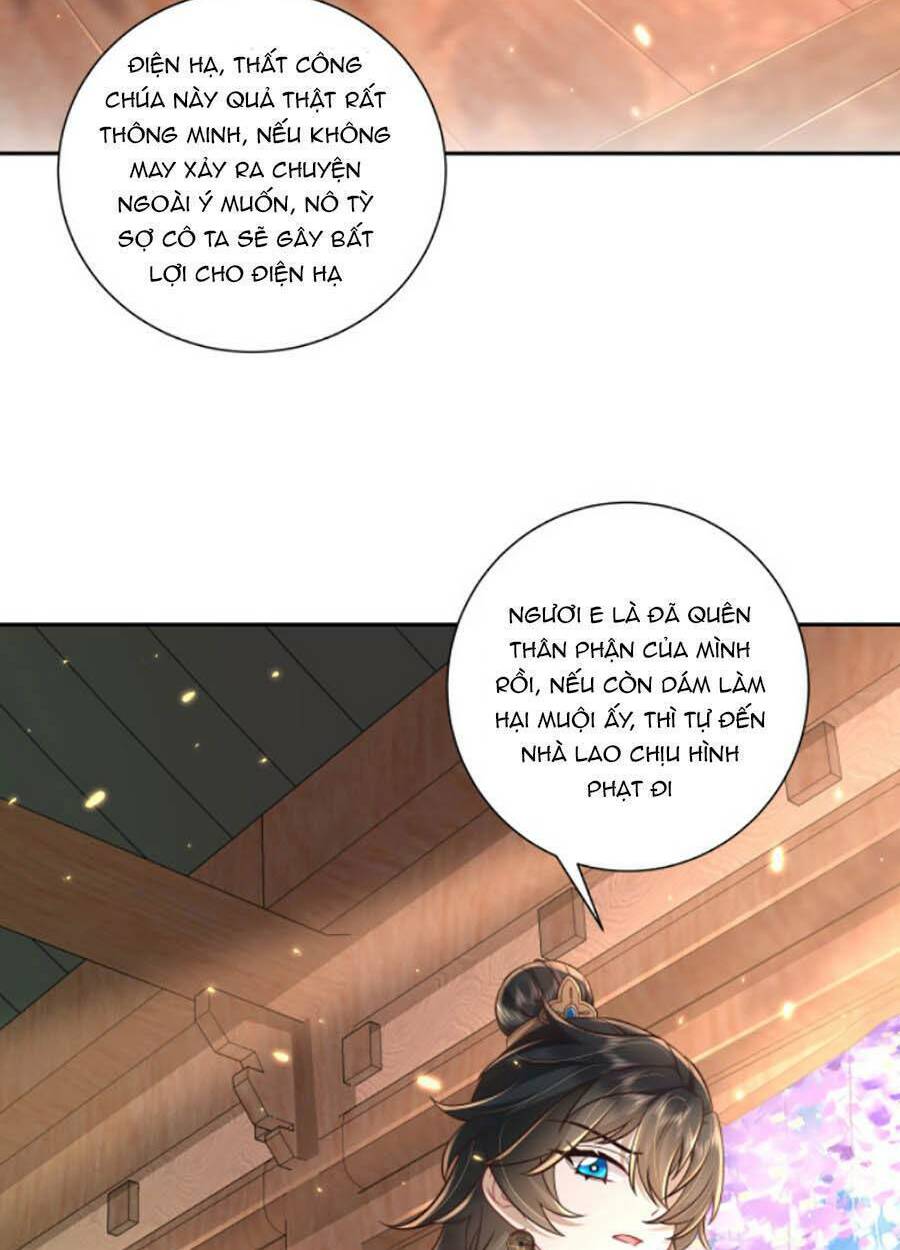 ĐIỆN HẠ, THẤT CÔNG
CHÚA NÀY QUẢ THẬT RẤT
THÔNG MINH, NẾU KHÔNG
MAY XẢY RA CHUYỆN
NGOÀI Ý MUỐN, NÔ TỲ
SỢ CÔ TA SẼ GÂY BẤT
LỢI CHO ĐIỆN HẠ
NGƯƠI E LÀ ĐÃ QUÊN
THÂN PHẬN CỦA MÌNH
RỒI, NẾU CÒN DÁM LÀM
HẠI MUỘI ẤY, THÌ TỰ ĐẾN
NHÀ LAO CHỊU HÌNH
PHẠT ĐI